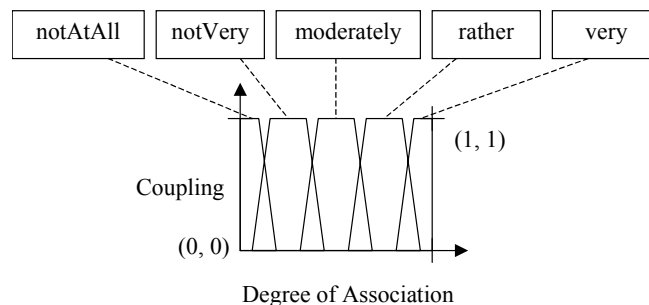 notAtAll notVery moderately rather very
(1, 1)
Coupling
(0, 0)
Degree of Association